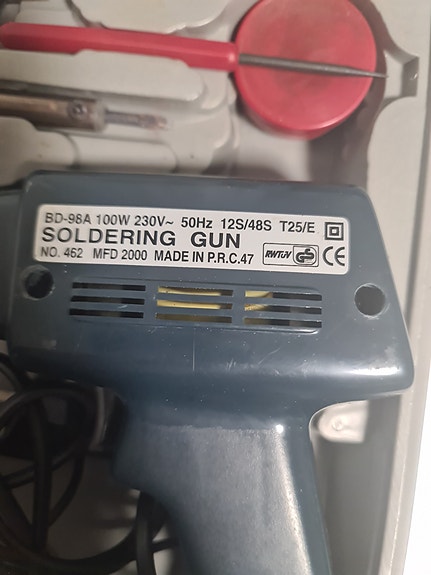 BD-98A 100W 230V~ 50Hz 12S/48S T25/E
SOLDERING GUN
NO. 462 MFD 2000 MADE IN P.R.C.47 RWTÜV GS CE